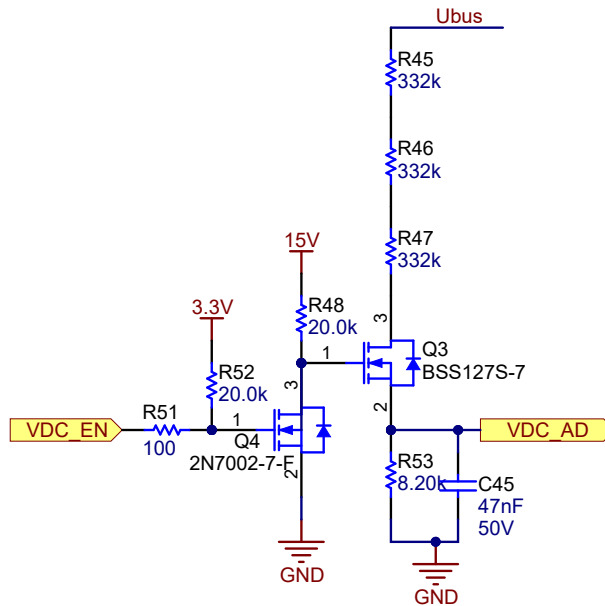 Ubus
R45
332k
R46
332k
R47
332k
15V
R48
20.0k
3.3V
R52
20.0k
3
Q3
BSS127S-7
1
2
VDC_EN
R51
100
1
3
Q4
2N7002-7-F
2
VDC_AD
R53
8.20k
C45
47nF
50V
GND
GND